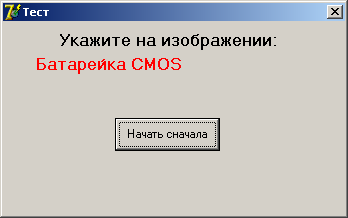 Тест
Укажите на изображении:
Батарейка CMOS
Начать сначала